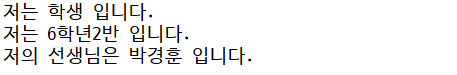 저는 학생 입니다.
저는 6학년2반 입니다.
저의 선생님은 박경훈 입니다.